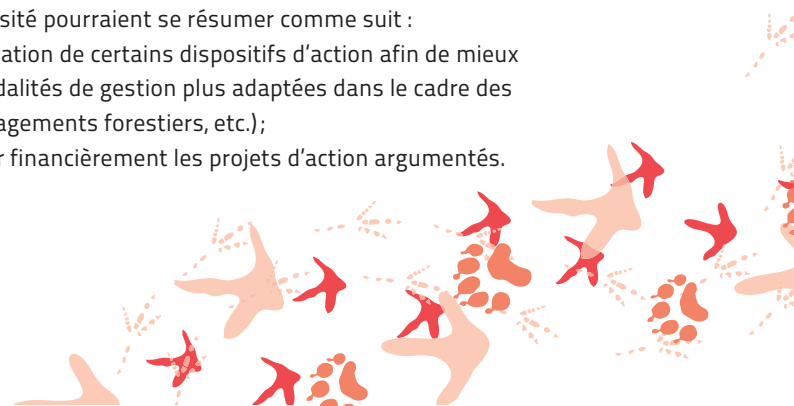 sité pourraient se résumer comme suit :
ation de certains dispositifs d'action afin de mieux
dalités de gestion plus adaptées dans le cadre des
agements forestiers, etc.) ;
r financièrement les projets d'action argumentés.